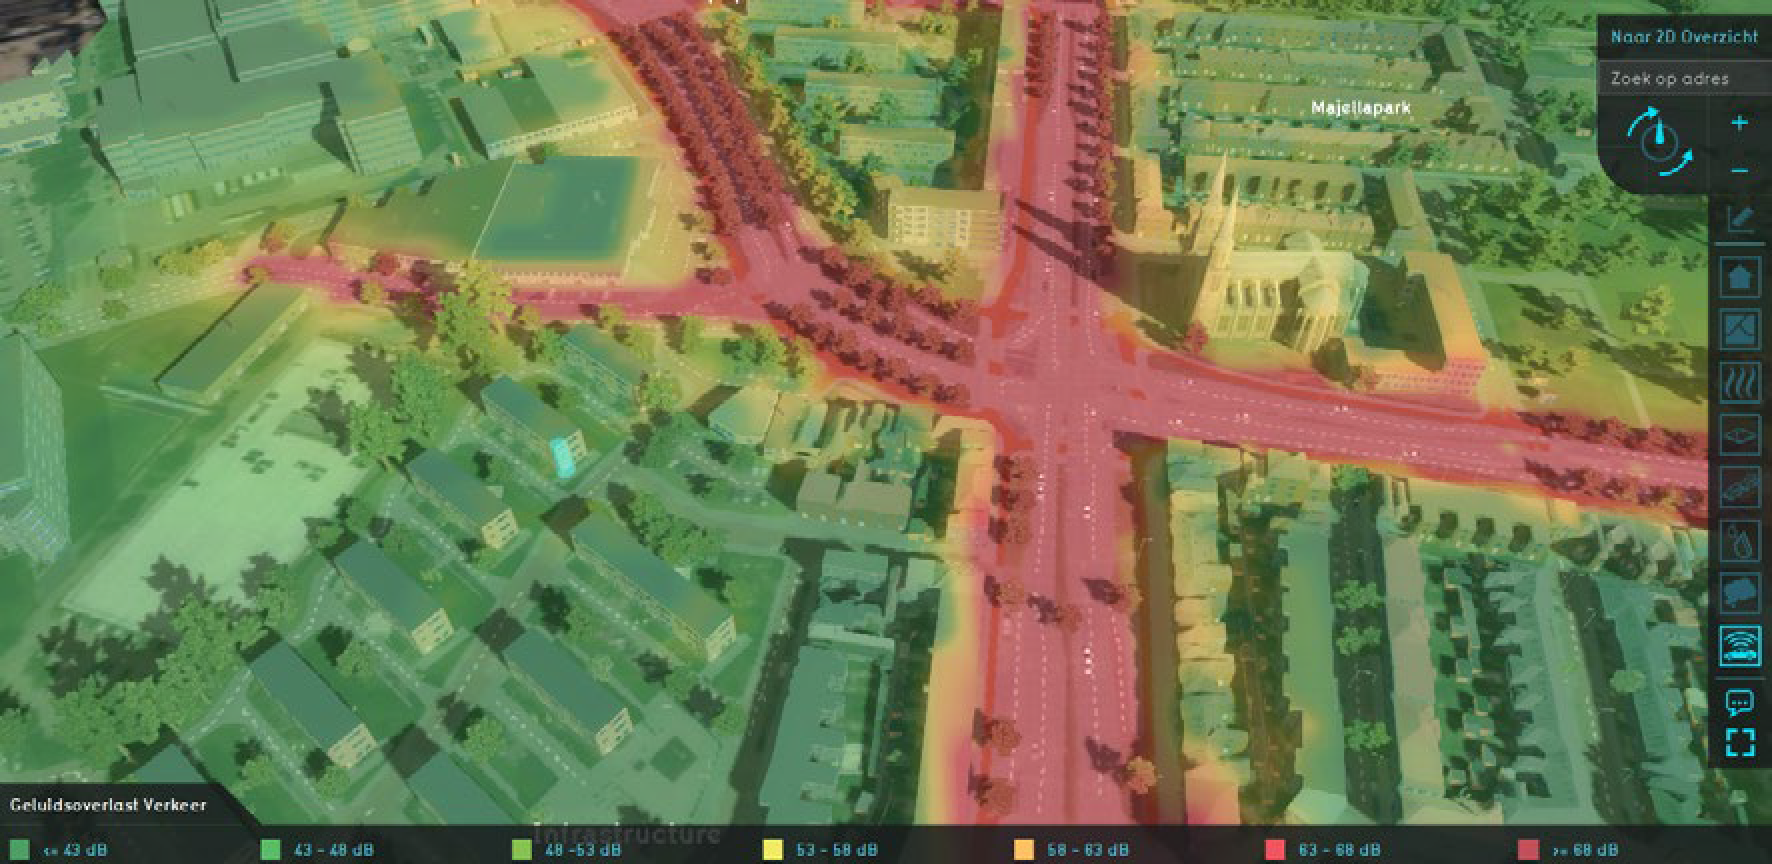 Naar 2D Overzicht
Zoek op adres
Majellapark
Geluidsoverlast Verkeer
Infrastructure
<= 43 dB
43 - 48 dB
48 -53 dB
53 - 58 dB
58 - 63 dB
63 - 68 dB
>= 68 dB